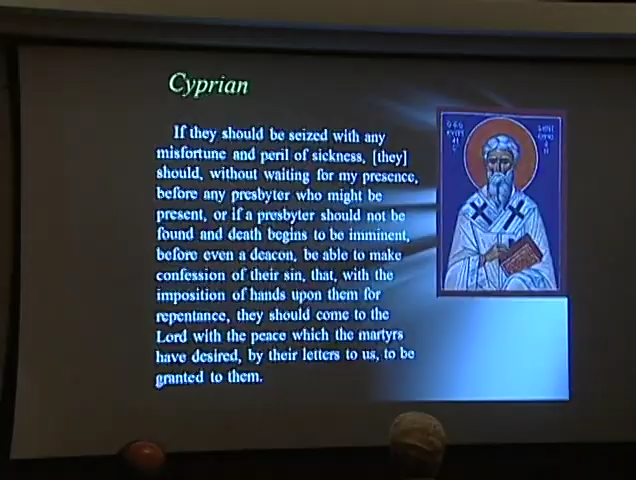 Cyprian
If they should be seized with any
misfortune and peril of sickness, [they]
should, without waiting for my presence,
before any presbyter who might be
present, or if a presbyter should not be
found and death begins to be imminent,
before even a deacon, be able to make
confession of their sin, that, with the
imposition of hands upon them for
repentance, they should come to the
Lord with the peace which the martyrs
have desired, by their letters to us, to be
granted to them.